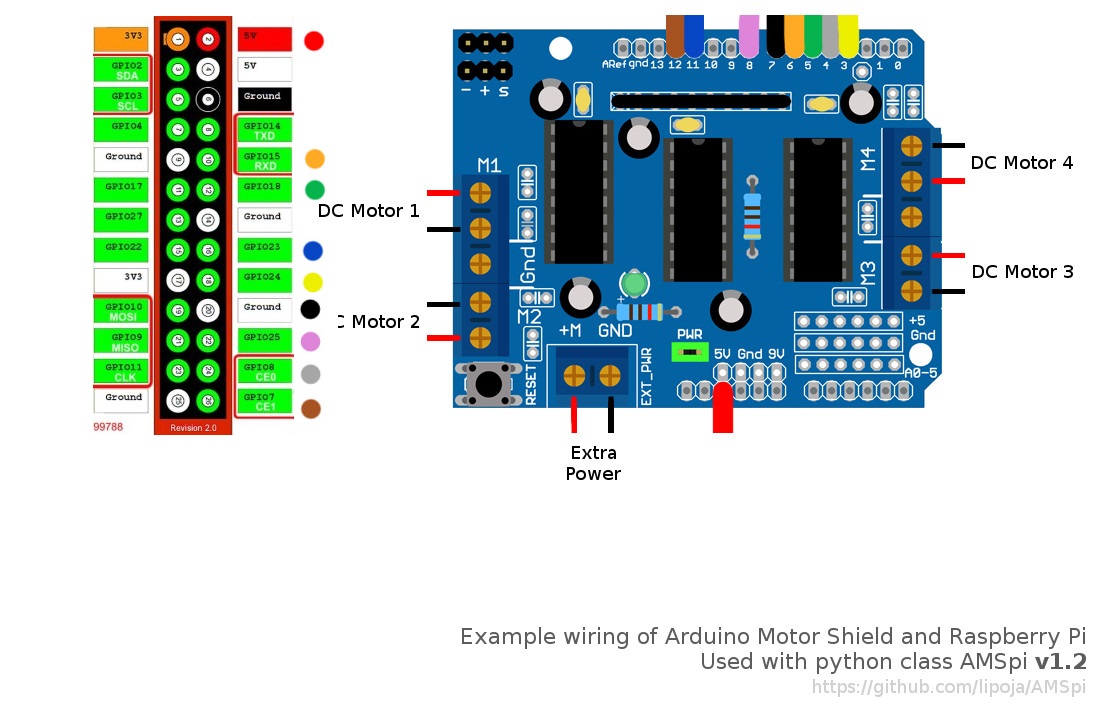 3V3
5V
GPIO2
SDA
5V
GPIO3
SCL
Ground
GPIO4
GPIO14
TXD
Ground
GPIO15
RXD
GPIO17
GPIO18
GPIO27
Ground
GPIO22
GPIO23
3V3
GPIO24
GPIO10
MOSI
Ground
GPIO9
MISO
GPIO25
GPIO11
CLK
GPIO8
CE0
Ground
GPIO7
CE1
1 2
3 4
5 6
7 8
9 10
11 12
13 14
15 16
17 18
19 20
21 22
23 24
25 26
99788
Revision 2.0
ARef gnd 13 12 11 10 9 8 7 6 5 4 3 1 0
- + S
M1
DC Motor 1
Gnd
C Motor 2
M2
M4
DC Motor 4
M3
DC Motor 3
+M GND
RESET
EXT_PWR
PWR
5V Gnd 9V
+5
Gnd
A0-5
Extra
Power
Example wiring of Arduino Motor Shield and Raspberry Pi
Used with python class AMSpi v1.2
https://github.com/lipoja/AMSpi